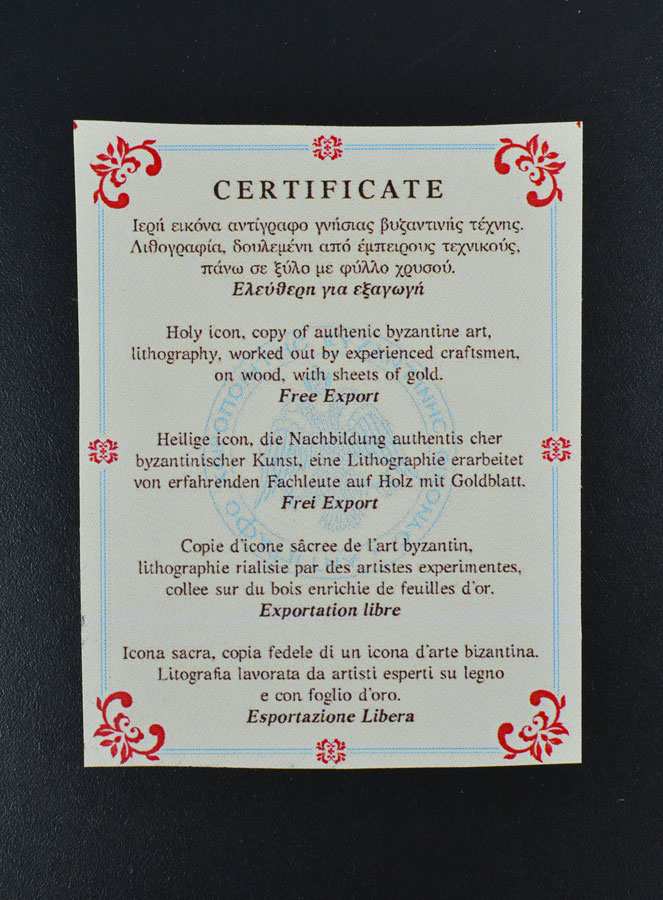 CERTIFICATE
Ιερή εικόνα αντίγραφο γνήσιας βυζαντινής τέχνης.
Λιθογραφία, δουλεμένη από έμπειρους τεχνικούς,
πάνω σε ξύλο με φύλλο χρυσού.
Ελεύθερη για εξαγωγή
Holy icon, copy of authenic byzantine art,
lithography, worked out by experienced craftsmen,
on wood, with sheets of gold.
Free Export
Heilige icon, die Nachbildung authentis cher
byzantinischer Kunst, eine Lithographie erarbeitet
von erfahrenden Fachleute auf Holz mit Goldblatt.
Frei Export
Copie d'icone sâcree de l'art byzantin,
lithographie rialisie par des artistes experimentes,
collee sur du bois enrichie de feuilles d'or.
Exportation libre
Icona sacra, copia fedele di un icona d'arte bizantina.
Litografia lavorata da artisti esperti su legno
e con foglio d'oro.
Esportazione Libera